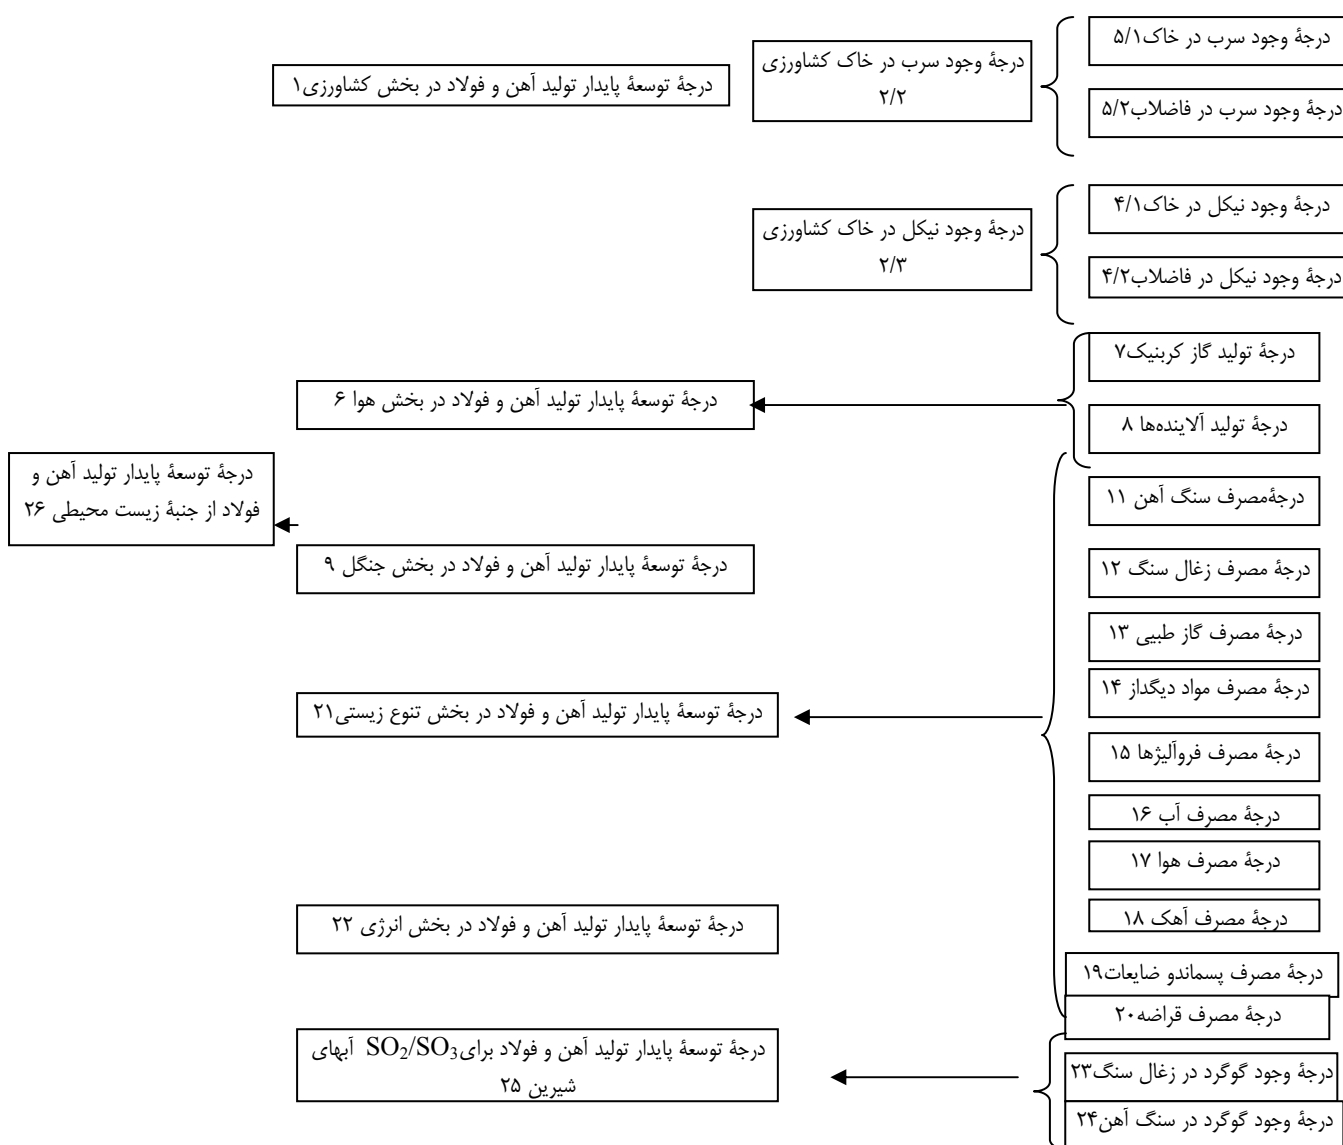 درجهٔ وجود سرب در خاک۵/۱
درجهٔ وجود سرب در فاضلاب۵/۲
درجهٔ وجود سرب در خاک کشاورزی
۲/۲
درجهٔ توسعهٔ پایدار تولید آهن و فولاد در بخش کشاورزی۱
درجهٔ وجود نیکل در خاک۴/۱
درجهٔ وجود نیکل در فاضلاب۴/۲
درجهٔ وجود نیکل در خاک کشاورزی
۲/۳
درجهٔ تولید گاز کربنیک۷
درجهٔ تولید آلاینده‌ها ۸
درجهٔ توسعهٔ پایدار تولید آهن و فولاد در بخش هوا ۶
درجهٔ توسعهٔ پایدار تولید آهن و
فولاد از جنبهٔ زیست محیطی ۲۶
درجهٔ توسعهٔ پایدار تولید آهن و فولاد در بخش جنگل ۹
درجهٔمصرف سنگ آهن ۱۱
درجهٔ مصرف زغال سنگ ۱۲
درجهٔ مصرف گاز طبیی ۱۳
درجهٔ مصرف مواد دیگداز ۱۴
درجهٔ مصرف فروآلیژها ۱۵
درجهٔ مصرف آب ۱۶
درجهٔ مصرف هوا ۱۷
درجهٔ مصرف آهک ۱۸
درجهٔ مصرف پسماندو ضایعات۱۹
درجهٔ مصرف قراضه۲۰
درجهٔ توسعهٔ پایدار تولید آهن و فولاد در بخش تنوع زیستی۲۱
درجهٔ توسعهٔ پایدار تولید آهن و فولاد در بخش انرژی ۲۲
درجهٔ وجود گوگرد در زغال سنگ۲۳
درجهٔ وجود گوگرد در سنگ آهن۲۴
درجهٔ توسعهٔ پایدار تولید آهن و فولاد برایSO₂/SO₃ آبهای
شیرین ۲۵